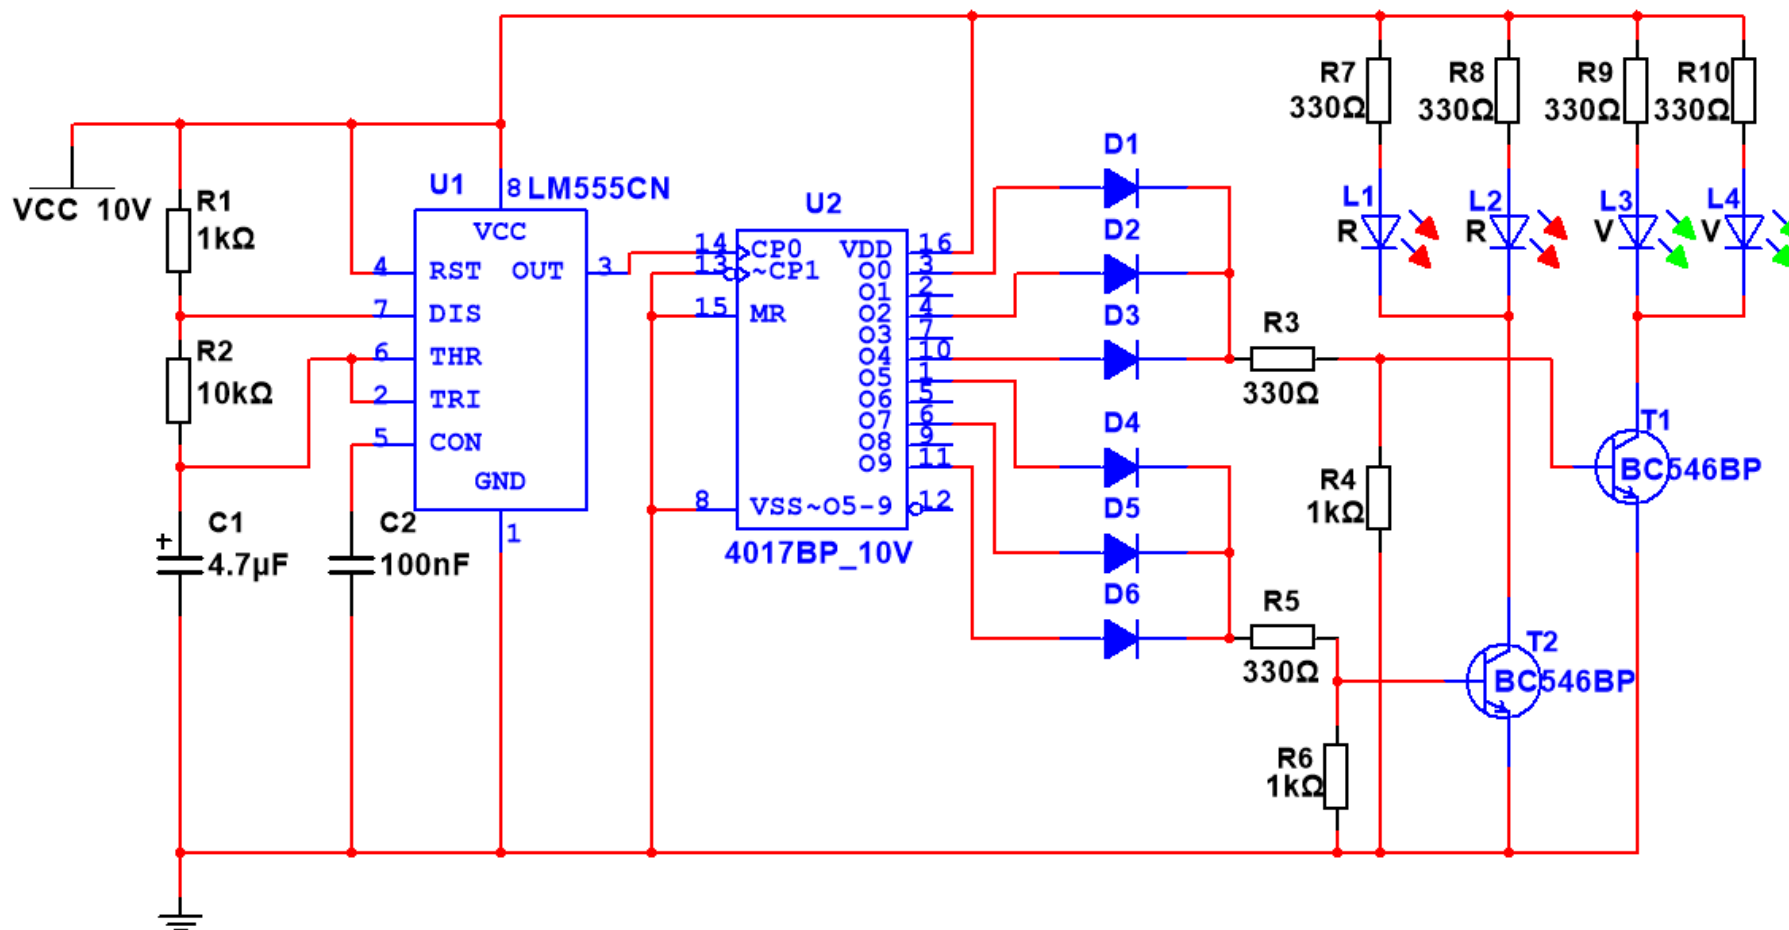 VCC 10V
R1
1kΩ
R2
10kΩ
+
C1
4.7µF
C2
100nF
U1
8 LM555CN
VCC
4 RST OUT 3
7 DIS
6 THR
2 TRI
5 CON
GND
1
U2
14 CP0 VDD 16
13 ~CP1 O0 3
O1 2
15 MR O2 4
O3 7
O4 10
O5 1
O6 5
O7 6
O8 9
O9 11
8 VSS ~O5-9 12
4017BP_10V
D1
D2
D3
D4
D5
D6
R3
330Ω
R5
330Ω
R4
1kΩ
R6
1kΩ
R7
330Ω
R8
330Ω
R9
330Ω
R10
330Ω
L1
R
L2
R
L3
V
L4
V
T1
BC546BP
T2
BC546BP